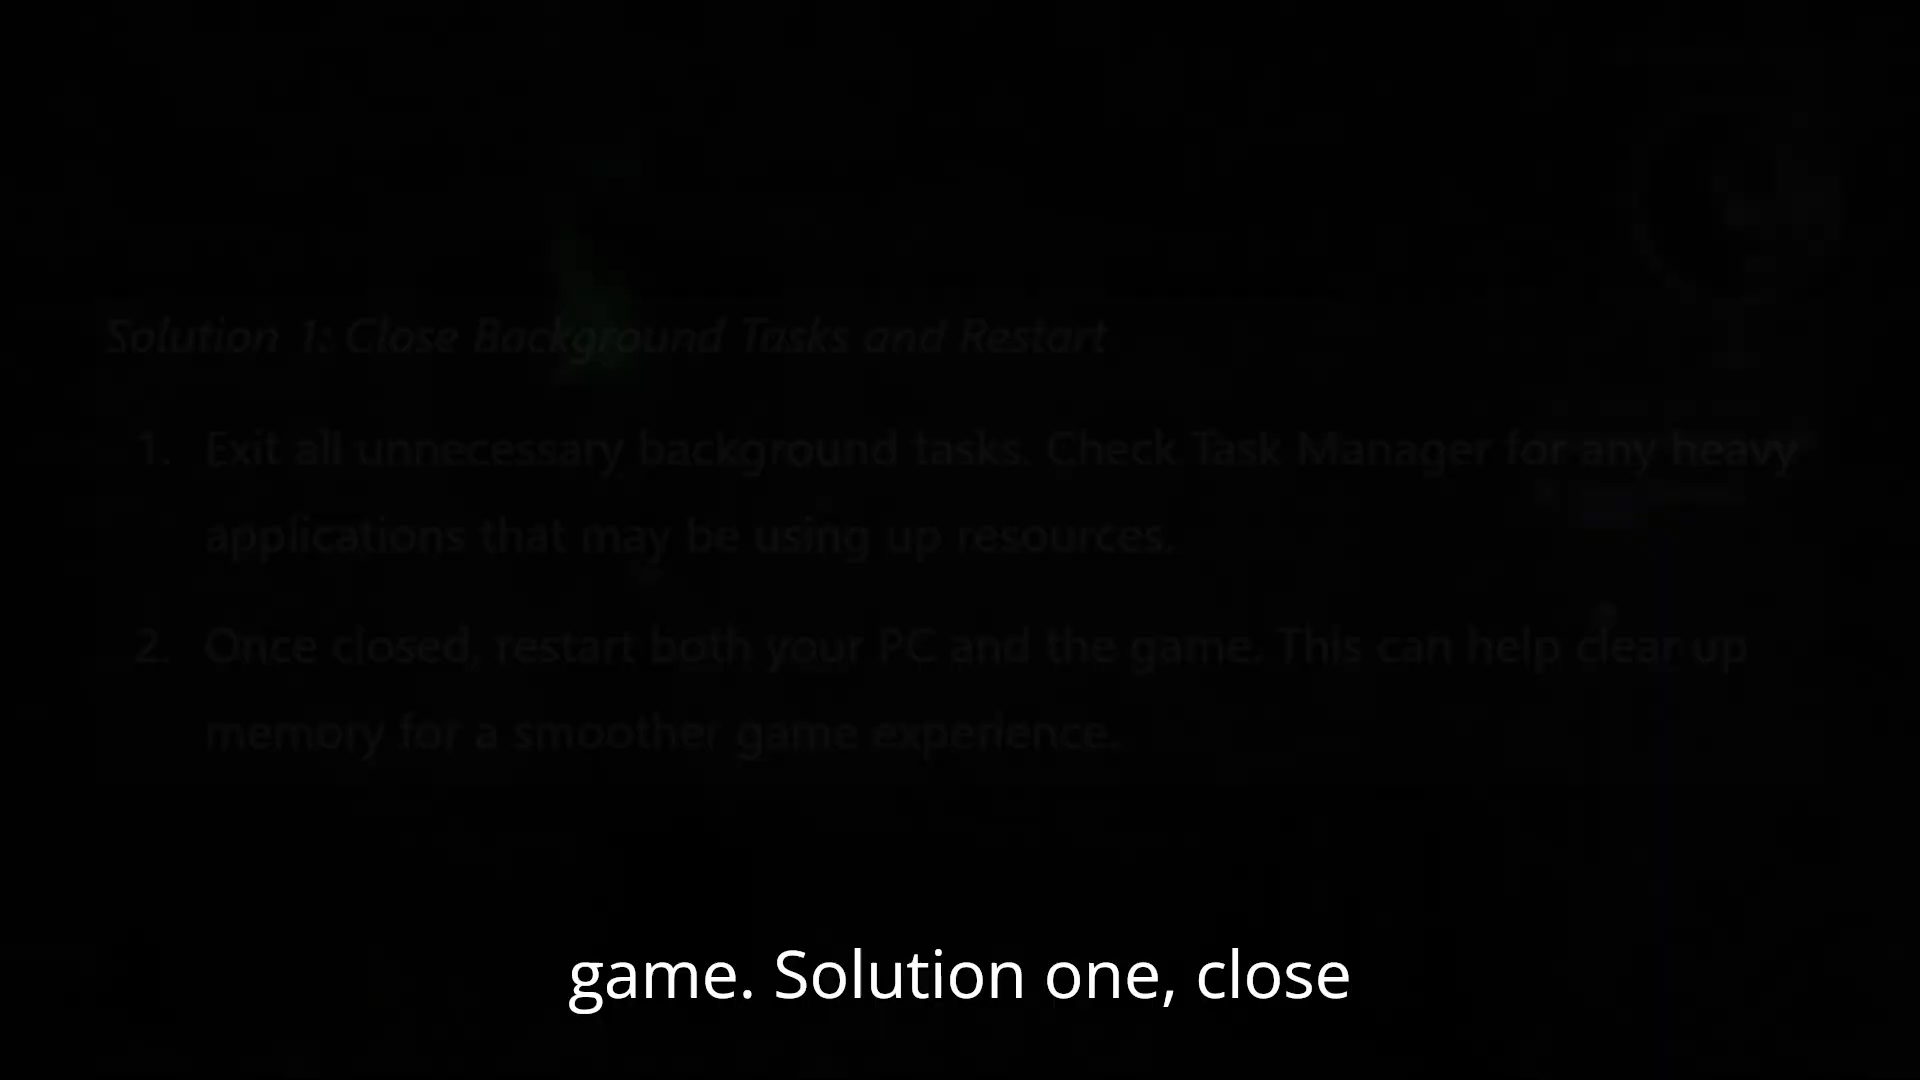 Solution 1: Close Background Tasks and Restart
1. Exit all unnecessary background tasks. Check Task Manager for any heavy
applications that may be using up resources.
2. Once closed, restart both your PC and the game. This can help clear up
memory for a smoother game experience.
game. Solution one, close